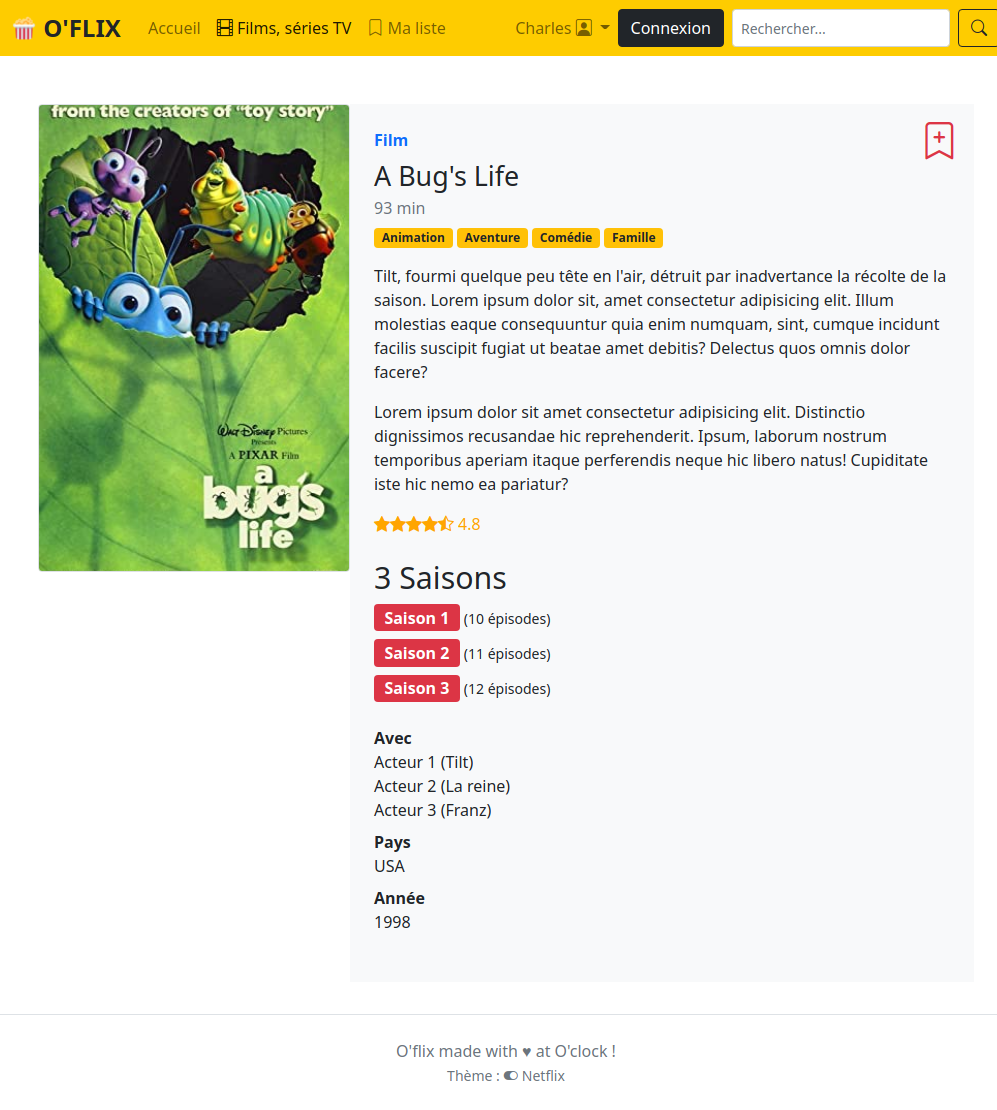 O'FLIX
Accueil
Films, séries TV
Ma liste
Charles
Connexion
Rechercher...
from the creators of "toy story"
WALT DISNEY Pictures
Presents
A PIXAR Film
a
bug's
life
Film
A Bug's Life
93 min
Animation Aventure Comédie Famille
Tilt, fourmi quelque peu tête en l'air, détruit par inadvertance la récolte de la
saison. Lorem ipsum dolor sit, amet consectetur adipisicing elit. Illum
molestias eaque consequuntur quia enim numquam, sint, cumque incidunt
facilis suscipit fugiat ut beatae amet debitis? Delectus quos omnis dolor
facere?
Lorem ipsum dolor sit amet consectetur adipisicing elit. Distinctio
dignissimos recusandae hic reprehenderit. Ipsum, laborum nostrum
temporibus aperiam itaque perferendis neque hic libero natus! Cupiditate
iste hic nemo ea pariatur?
4.8
3 Saisons
Saison 1 (10 épisodes)
Saison 2 (11 épisodes)
Saison 3 (12 épisodes)
Avec
Acteur 1 (Tilt)
Acteur 2 (La reine)
Acteur 3 (Franz)
Pays
USA
Année
1998
O'flix made with ♥ at O'clock !
Thème : Netflix